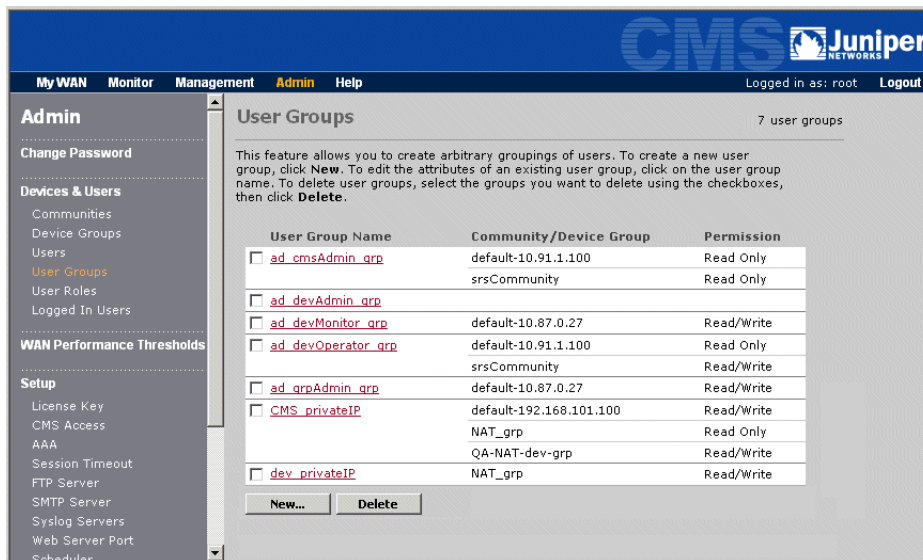 CMS
Juniper
NETWORKS
My WAN Monitor Management Admin Help
Logged in as: root Logout
Admin
Change Password
Devices & Users
Communities
Device Groups
Users
User Groups
User Roles
Logged In Users
WAN Performance Thresholds
Setup
License Key
CMS Access
AAA
Session Timeout
FTP Server
SMTP Server
Syslog Servers
Web Server Port
Scheduler
User Groups
7 user groups
This feature allows you to create arbitrary groupings of users. To create a new user
group, click New. To edit the attributes of an existing user group, click on the user group
name. To delete user groups, select the groups you want to delete using the checkboxes,
then click Delete.
User Group Name Community/Device Group Permission
ad_cmsAdmin_grp default-10.91.1.100 Read Only
srsCommunity Read Only
ad_devAdmin_grp
ad_devMonitor_grp default-10.87.0.27 Read/Write
ad_devOperator_grp default-10.91.1.100 Read Only
srsCommunity Read/Write
ad_grpAdmin_grp default-10.87.0.27 Read/Write
CMS_privateIP default-192.168.101.100 Read/Write
NAT_grp Read Only
QA-NAT-dev-grp Read/Write
dev_privateIP NAT_grp Read/Write
New... Delete